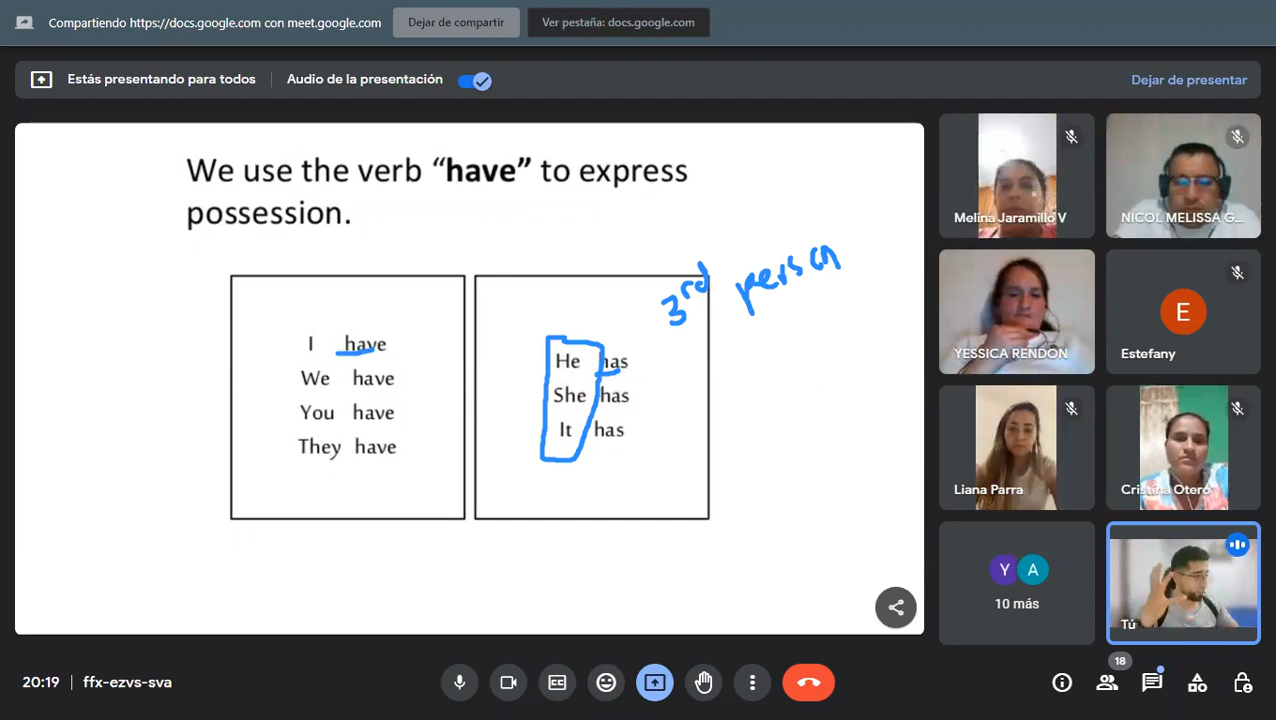 Compartiendo https://docs.google.com con meet.google.com
Dejar de compartir
Ver pestaña: docs.google.com
Estás presentando para todos
Audio de la presentación
Dejar de presentar
We use the verb “have” to express
possession.
3rd person
I have
We have
You have
They have
He has
She has
It has
Melina Jaramillo V
NICOL MELISSA G...
YESSICA RENDON
E
Estefany
Liana Parra
Cristina Otero
Y A
10 más
Tú
20:19 | ffx-ezvs-sva
18